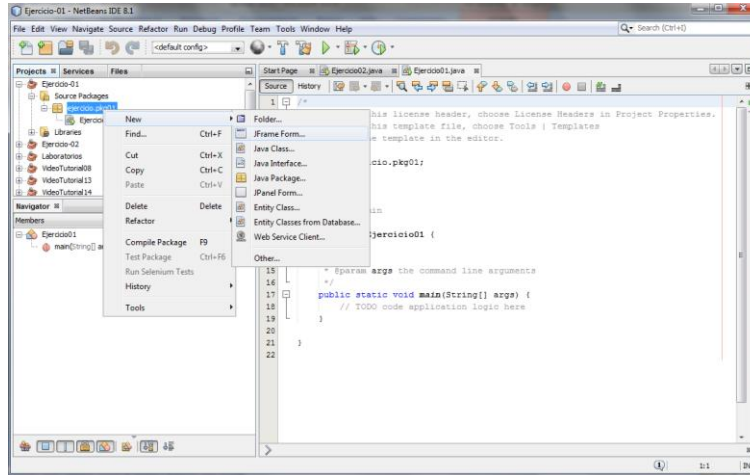 Ejercicio-01 - NetBeans IDE 8.1
File Edit View Navigate Source Refactor Run Debug Profile Team Tools Window Help
Search (Ctrl+I)
<default config>
Projects Services Files
Start Page Ejercicio02.java Ejercicio01.java
Source History
Ejercicio-01
Source Packages
ejercicio.pkg01
Ejercicio
Libraries
Ejercicio-02
Laboratorios
VideoTutorial08
VideoTutorial13
VideoTutorial14
Navigator
Members
Ejercicio01
main(String[] a
New
Find... Ctrl+F
Cut Ctrl+X
Copy Ctrl+C
Paste Ctrl+V
Delete Delete
Refactor
Compile Package F9
Test Package Ctrl+F6
Run Selenium Tests
History
Tools
Folder...
JFrame Form...
Java Class...
Java Interface...
Java Package...
JPanel Form...
Entity Class...
Entity Classes from Database...
Web Service Client...
Other...
1 /*
his license header, choose License Headers in Project Properties.
his template file, choose Tools | Templates
e template in the editor.
cio.pkg01;
jercicio01 {
15 * @param args the command line arguments
16 */
17 public static void main(String[] args) {
18 // TODO code application logic here
19 }
20
21 }
22
1:1